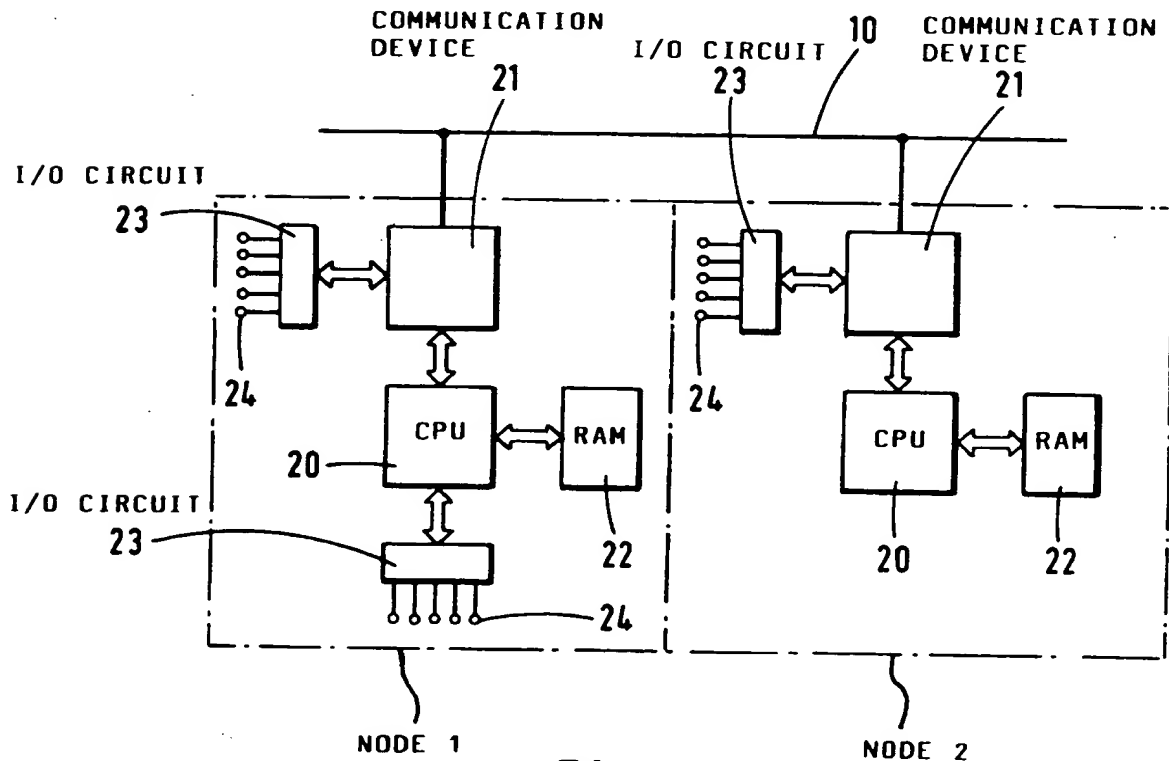 COMMUNICATION
DEVICE
21
I/O CIRCUIT
23
10
COMMUNICATION
DEVICE
21
I/O CIRCUIT
23
24
24
CPU
RAM
20
22
CPU
RAM
20
22
I/O CIRCUIT
23
24
NODE 1
NODE 2